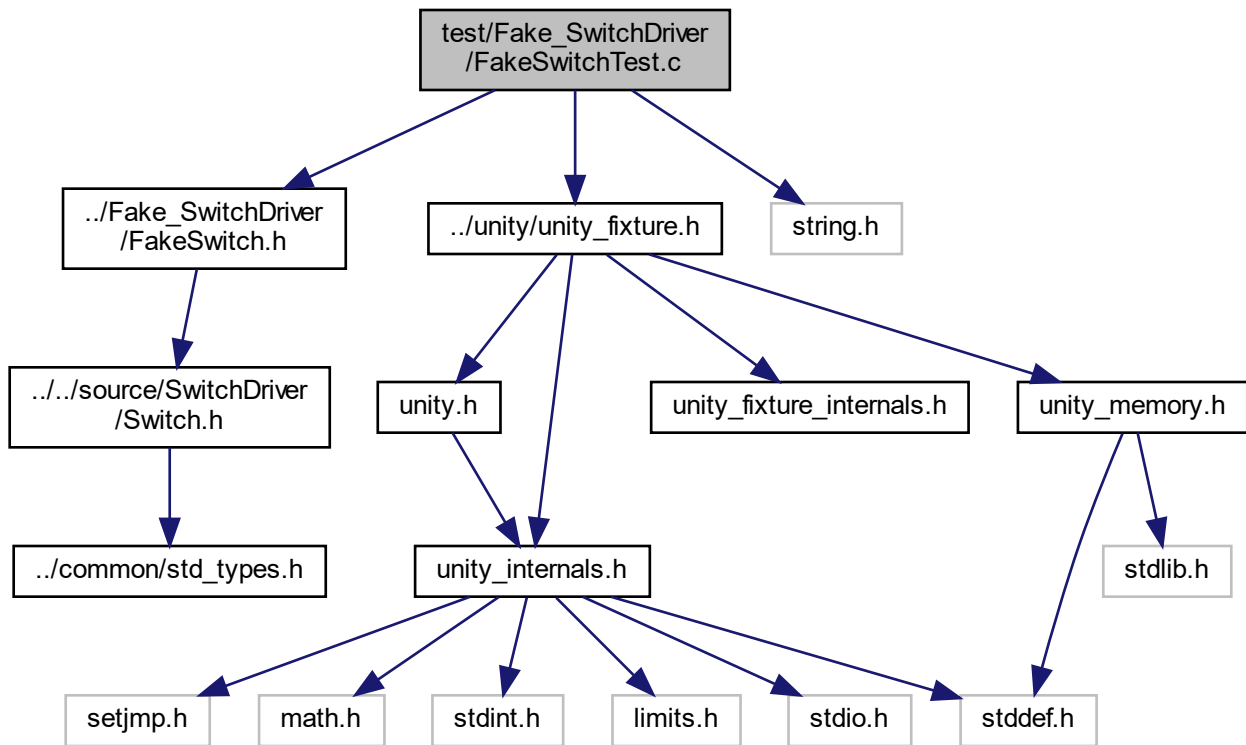 test/Fake_SwitchDriver
/FakeSwitchTest.c
../Fake_SwitchDriver
/FakeSwitch.h
../unity/unity_fixture.h
string.h
../../source/SwitchDriver
/Switch.h
unity.h
unity_fixture_internals.h
unity_memory.h
../common/std_types.h
unity_internals.h
stdlib.h
setjmp.h
math.h
stdint.h
limits.h
stdio.h
stddef.h